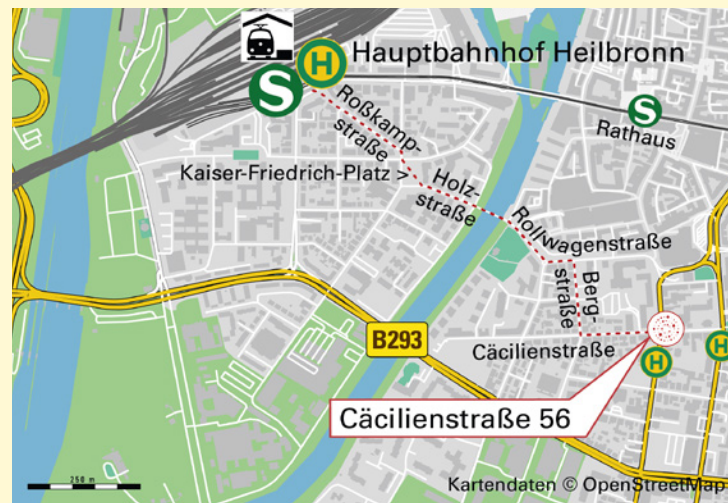 H
Hauptbahnhof Heilbronn
S
Roßkamp-
straße
S
Rathaus
Kaiser-Friedrich-Platz >
Holz-
straße
Rollwagenstraße
Berg-
straße
B293
Cäcilienstraße
H
H
Cäcilienstraße 56
250 m
Kartendaten © OpenStreetMap